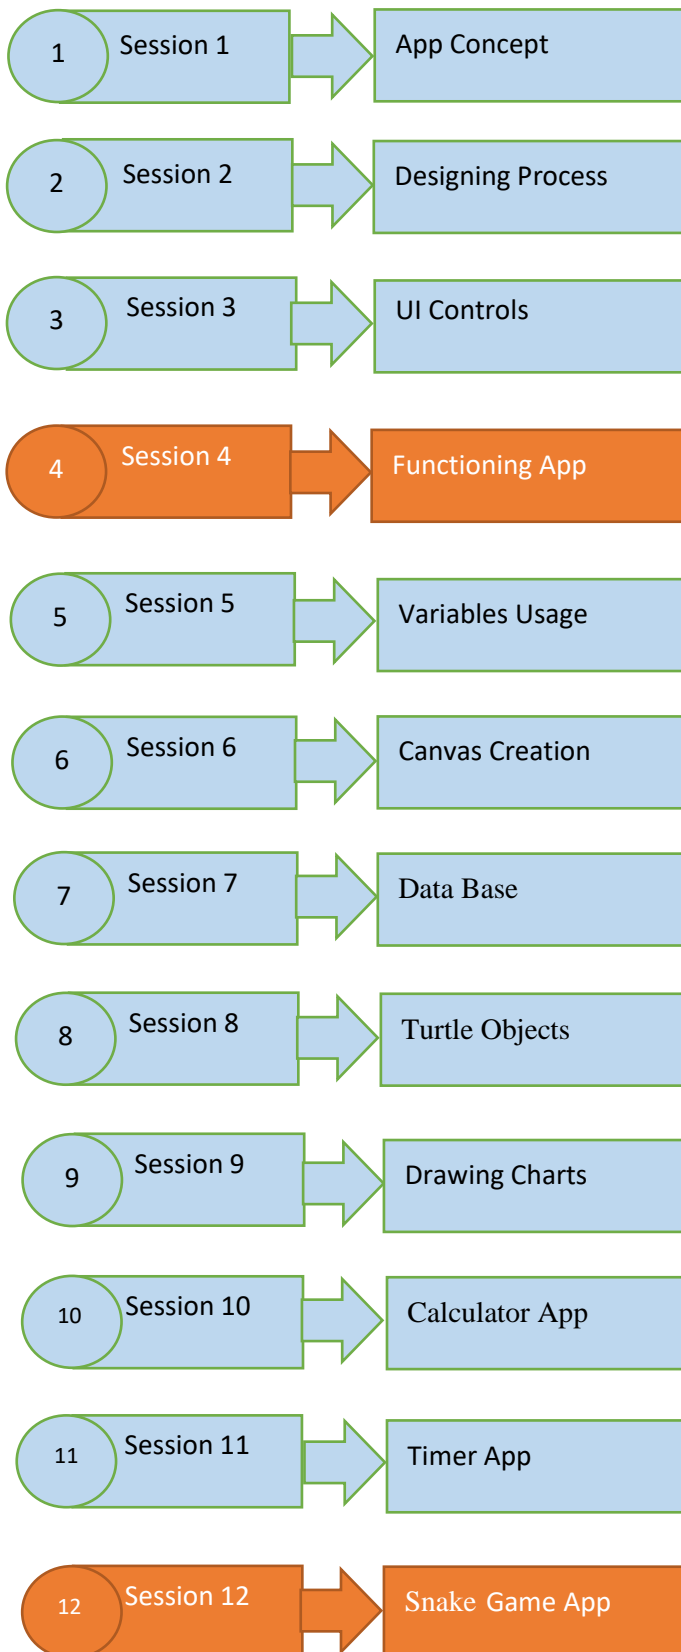 1 Session 1 App Concept
2 Session 2 Designing Process
3 Session 3 UI Controls
4 Session 4 Functioning App
5 Session 5 Variables Usage
6 Session 6 Canvas Creation
7 Session 7 Data Base
8 Session 8 Turtle Objects
9 Session 9 Drawing Charts
10 Session 10 Calculator App
11 Session 11 Timer App
12 Session 12 Snake Game App